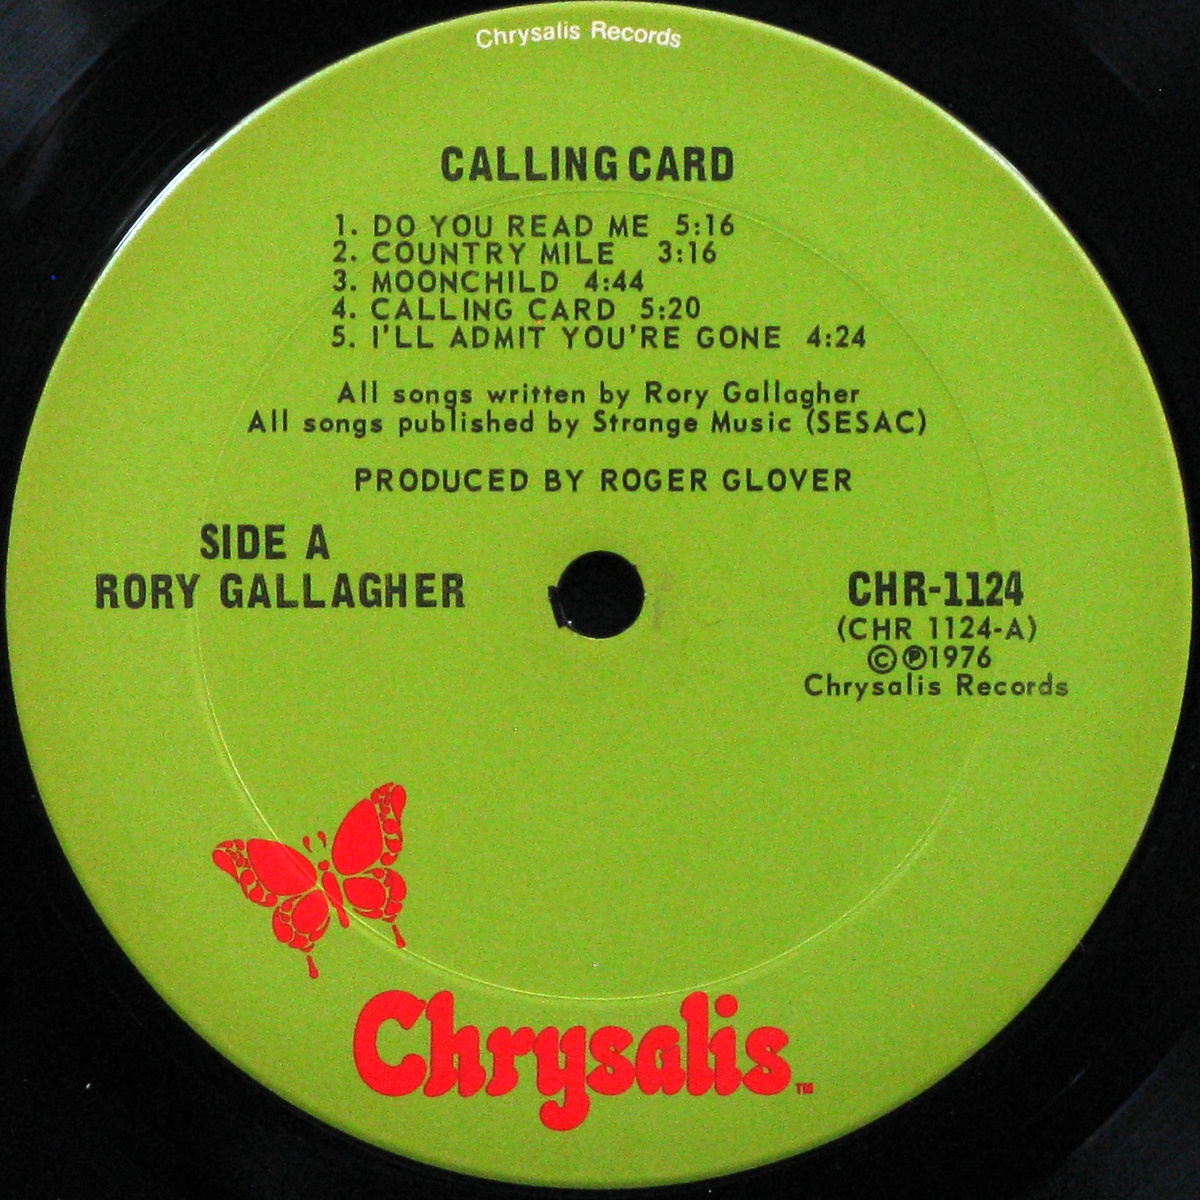 Chrysalis Records
CALLING CARD
1. DO YOU READ ME 5:16
2. COUNTRY MILE 3:16
3. MOONCHILD 4:44
4. CALLING CARD 5:20
5. I'LL ADMIT YOU'RE GONE 4:24
All songs written by Rory Gallagher
All songs published by Strange Music (SESAC)
PRODUCED BY ROGER GLOVER
SIDE A
RORY GALLAGHER
CHR-1124
(CHR 1124-A)
©℗1976
Chrysalis Records
Chrysalis™